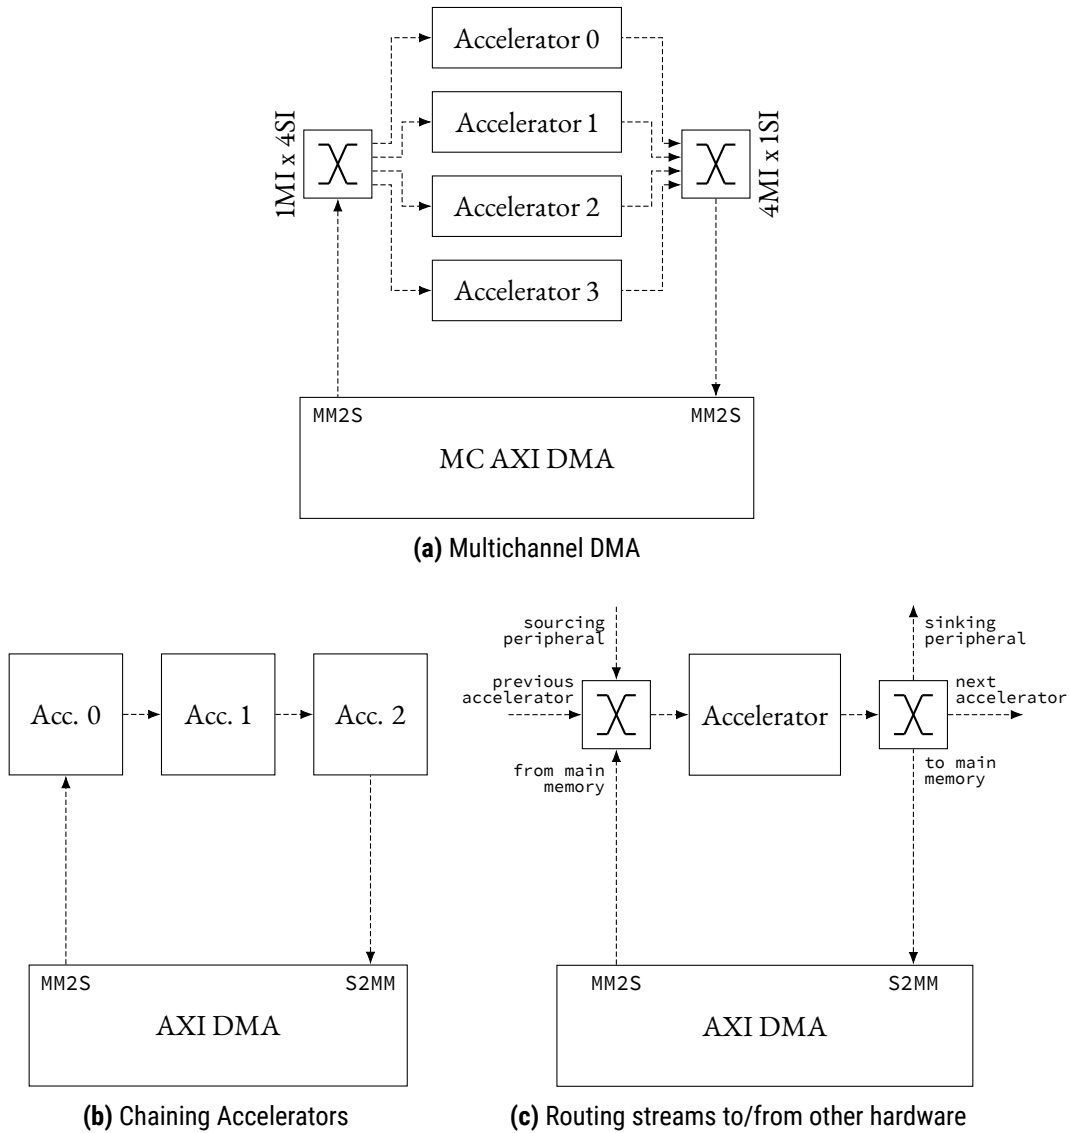 Accelerator 0
Accelerator 1
Accelerator 2
Accelerator 3
1MI x 4SI
4MI x 1SI
MM2S
MM2S
MC AXI DMA
(a) Multichannel DMA
Acc. 0
Acc. 1
Acc. 2
MM2S
S2MM
AXI DMA
(b) Chaining Accelerators
sourcing
peripheral
sinking
peripheral
previous
accelerator
Accelerator
next
accelerator
from main
memory
to main
memory
MM2S
S2MM
AXI DMA
(c) Routing streams to/from other hardware